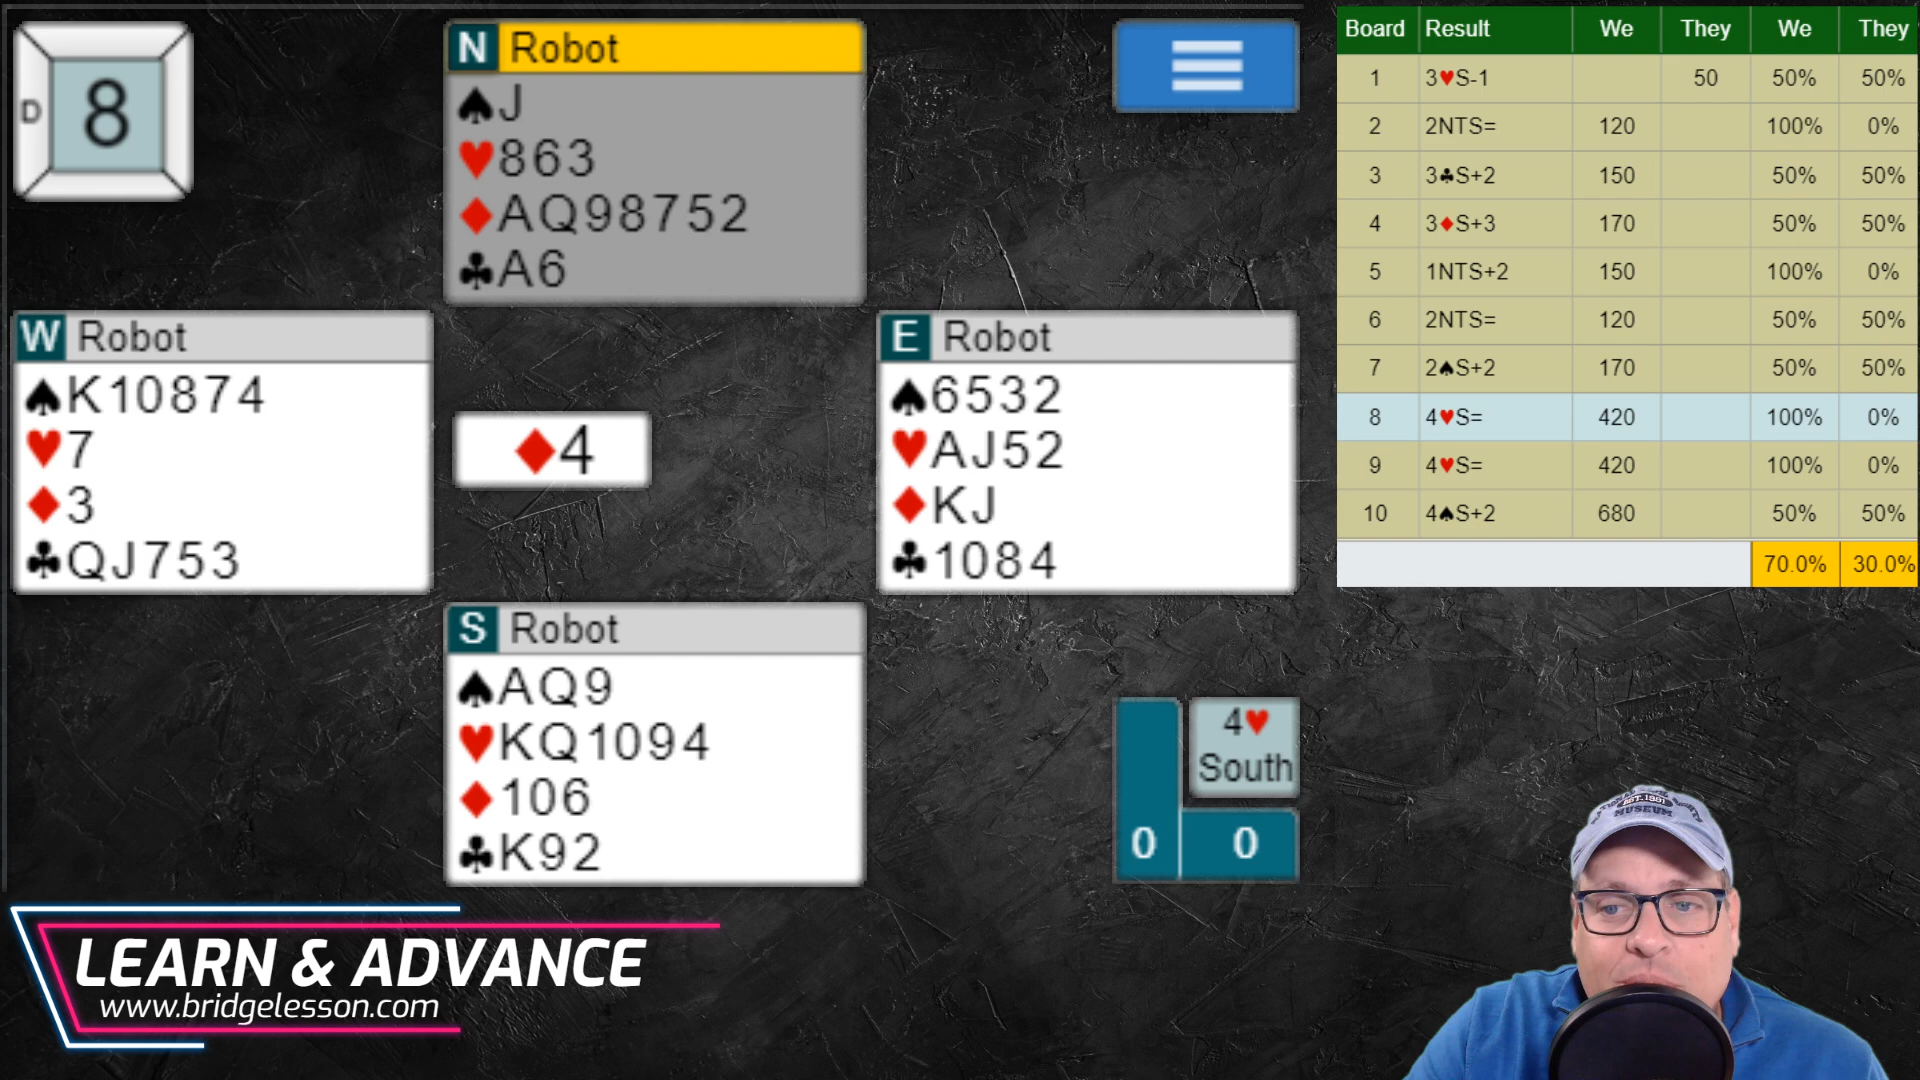 D
8
N Robot
♠J
♥863
♦AQ98752
♣A6
W Robot
♠K10874
♥7
♦3
♣QJ753
♦4
E Robot
♠6532
♥AJ52
♦KJ
♣1084
S Robot
♠AQ9
♥KQ1094
♦106
♣K92
4♥
South
0
0
Board Result We They We They
1 3♥S-1 50 50% 50%
2 2NTS= 120 100% 0%
3 3♣S+2 150 50% 50%
4 3♦S+3 170 50% 50%
5 1NTS+2 150 100% 0%
6 2NTS= 120 50% 50%
7 2♠S+2 170 50% 50%
8 4♥S= 420 100% 0%
9 4♥S= 420 100% 0%
10 4♠S+2 680 50% 50%
70.0% 30.0%
LEARN & ADVANCE
www.bridgelesson.com
EST. 1991
MUSEUM